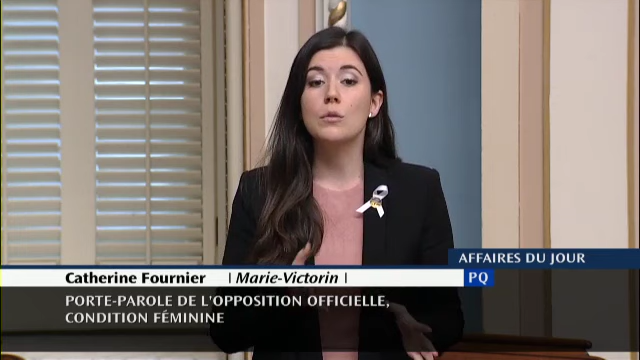 AFFAIRES DU JOUR
Catherine Fournier | Marie-Victorin | PQ
PORTE-PAROLE DE L'OPPOSITION OFFICIELLE,
CONDITION FÉMININE